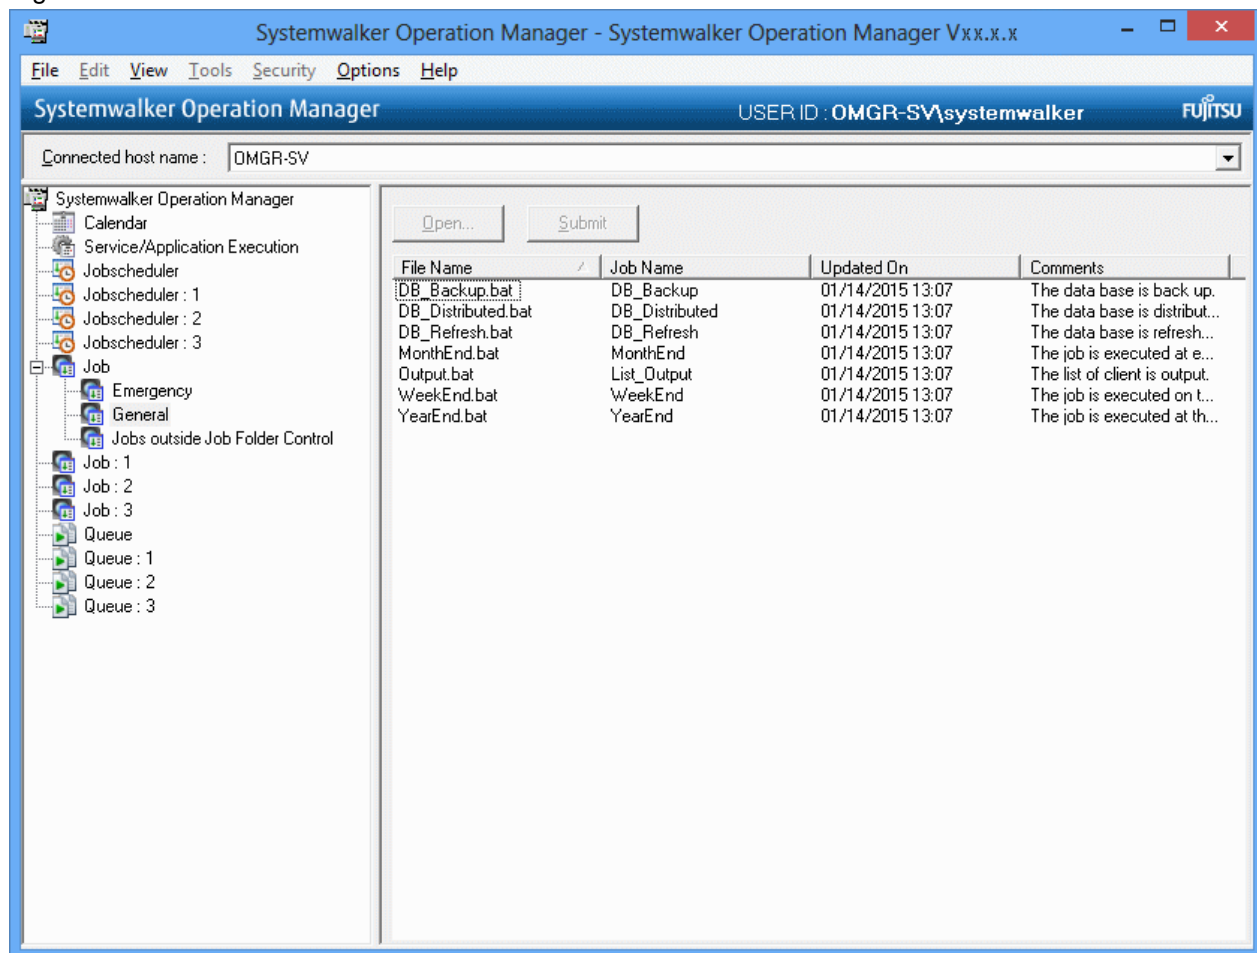 Systemwalker Operation Manager - Systemwalker Operation Manager Vxx.x.x
File Edit View Tools Security Options Help
Systemwalker Operation Manager USER ID : OMGR-SV\systemwalker FUJITSU
Connected host name : OMGR-SV
Systemwalker Operation Manager
Calendar
Service/Application Execution
Jobscheduler
Jobscheduler : 1
Jobscheduler : 2
Jobscheduler : 3
Job
Emergency
General
Jobs outside Job Folder Control
Job : 1
Job : 2
Job : 3
Queue
Queue : 1
Queue : 2
Queue : 3
Open... Submit
File Name Job Name Updated On Comments
DB_Backup.bat DB_Backup 01/14/2015 13:07 The data base is back up.
DB_Distributed.bat DB_Distributed 01/14/2015 13:07 The data base is distribut...
DB_Refresh.bat DB_Refresh 01/14/2015 13:07 The data base is refresh...
MonthEnd.bat MonthEnd 01/14/2015 13:07 The job is executed at e...
Output.bat List_Output 01/14/2015 13:07 The list of client is output.
WeekEnd.bat WeekEnd 01/14/2015 13:07 The job is executed on t...
YearEnd.bat YearEnd 01/14/2015 13:07 The job is executed at th...